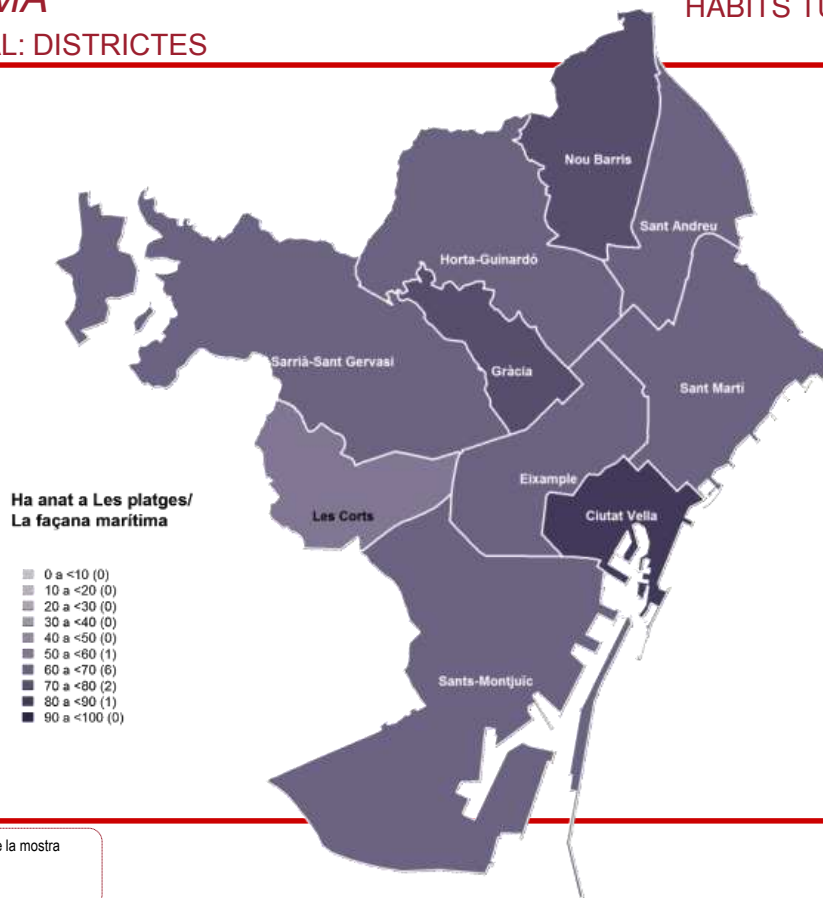 MA
HÀBITS TU
L: DISTRICTES
Nou Barris
Sant Andreu
Horta-Guinardó
Sarrià-Sant Gervasi
Gràcia
Sant Martí
Eixample
Ciutat Vella
Les Corts
Sants-Montjuïc
Ha anat a Les platges/
La façana marítima
0 a <10 (0)
10 a <20 (0)
20 a <30 (0)
30 a <40 (0)
40 a <50 (0)
50 a <60 (1)
60 a <70 (6)
70 a <80 (2)
80 a <90 (1)
90 a <100 (0)
e la mostra